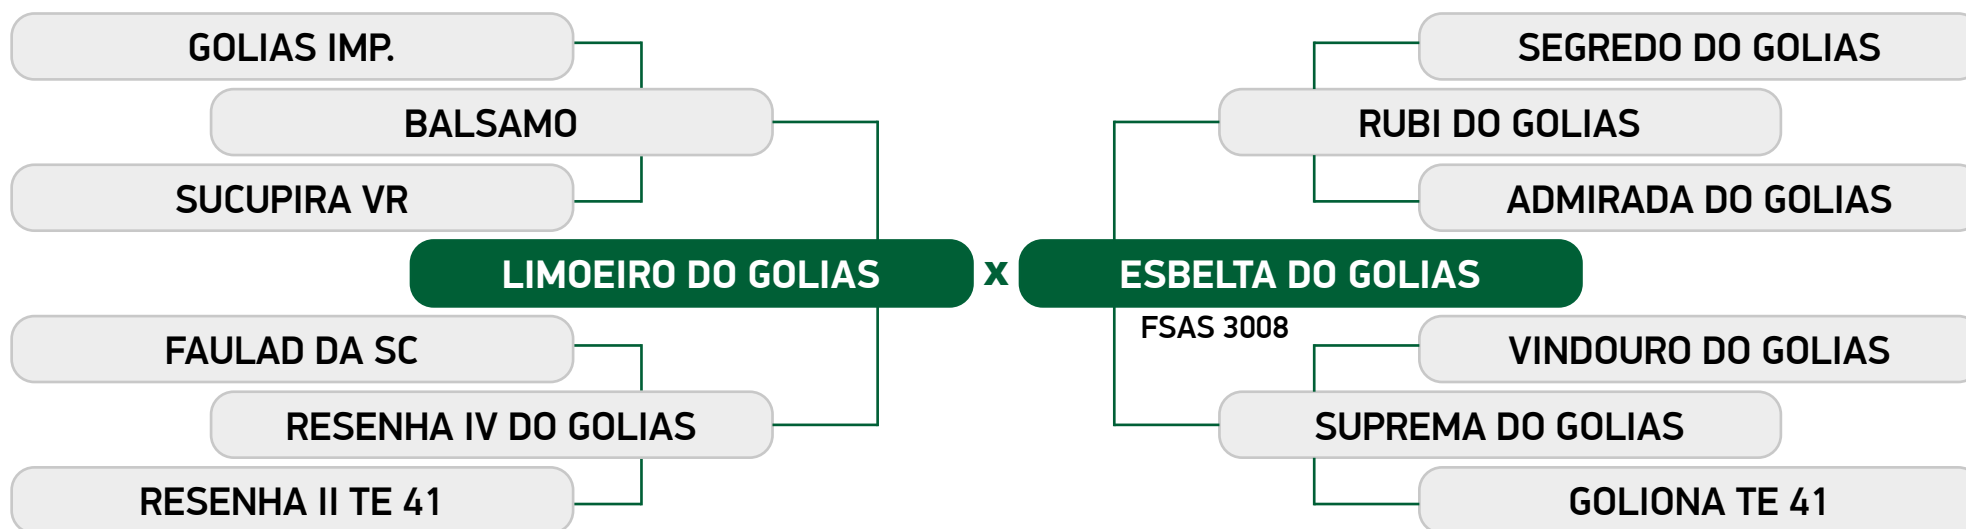 GOLIAS IMP.
BALSAMO
SUCUPIRA VR
LIMOEIRO DO GOLIAS
FAULAD DA SC
RESENHA IV DO GOLIAS
RESENHA II TE 41
x
SEGREDO DO GOLIAS
RUBI DO GOLIAS
ADMIRADA DO GOLIAS
ESBELTA DO GOLIAS
FSAS 3008
VINDOURO DO GOLIAS
SUPREMA DO GOLIAS
GOLIONA TE 41